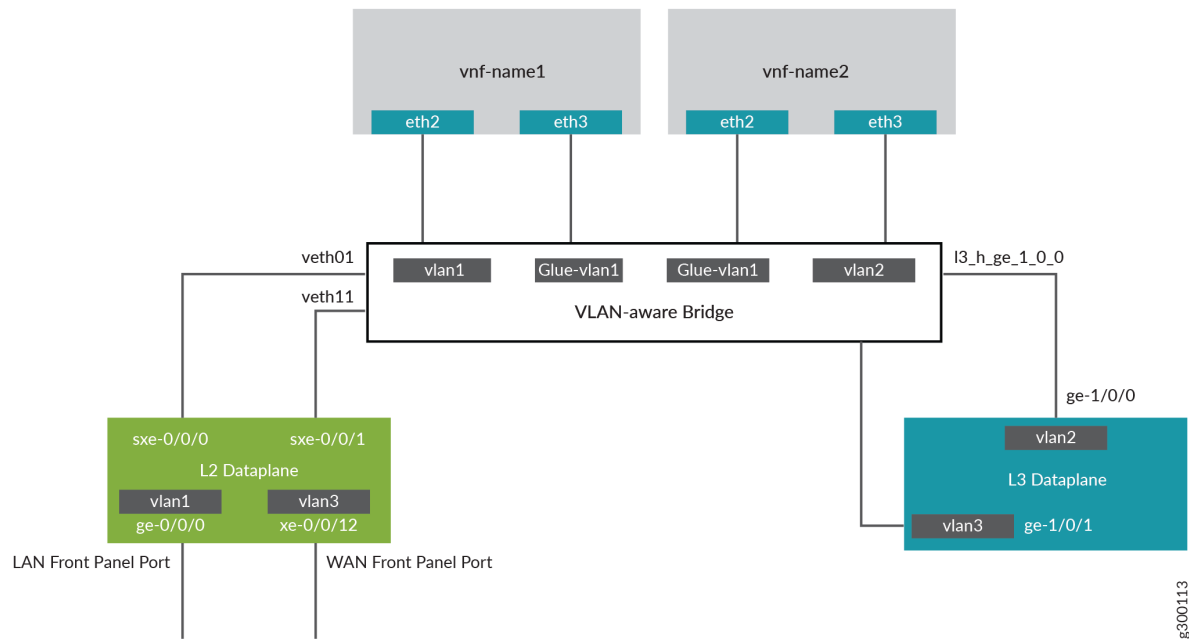 vnf-name1
vnf-name2
eth2
eth3
eth2
eth3
veth01
l3_h_ge_1_0_0
vlan1
Glue-vlan1
Glue-vlan1
vlan2
veth11
VLAN-aware Bridge
ge-1/0/0
sxe-0/0/0
sxe-0/0/1
vlan2
L2 Dataplane
L3 Dataplane
vlan1
vlan3
ge-0/0/0
xe-0/0/12
vlan3
ge-1/0/1
LAN Front Panel Port
WAN Front Panel Port
g300113